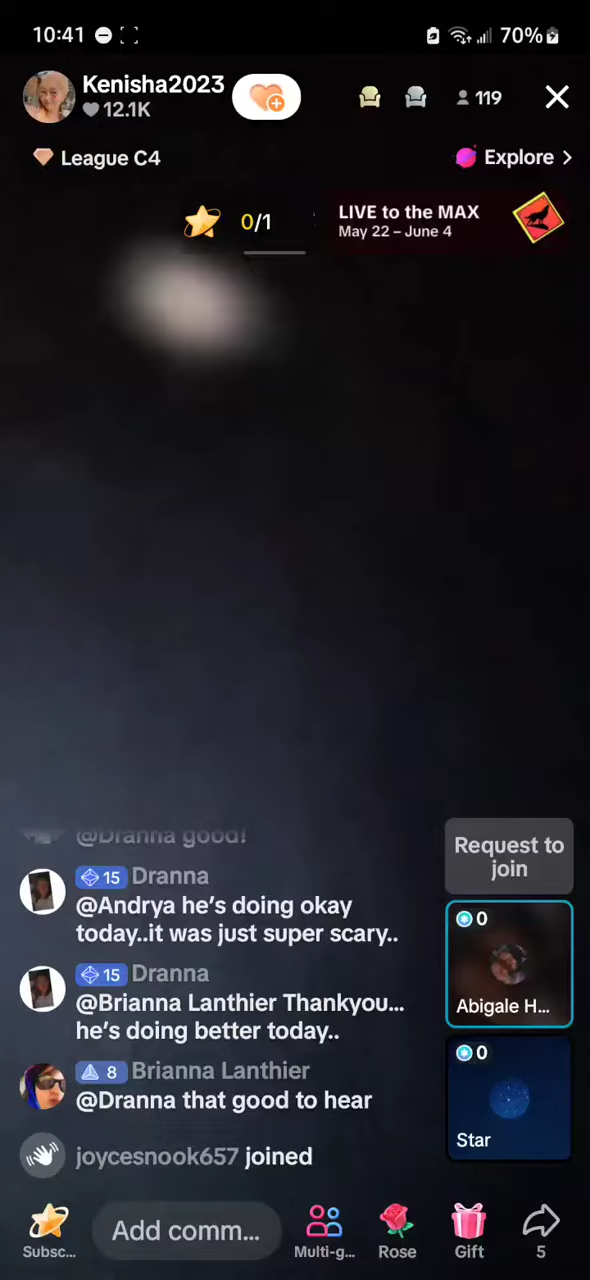 10:41
70%
Kenisha2023
12.1K
119
League C4
Explore
0/1
LIVE to the MAX
May 22 – June 4
@Dranna good!
15 Dranna
@Andrya he's doing okay
today..it was just super scary..
15 Dranna
@Brianna Lanthier Thankyou...
he's doing better today..
8 Brianna Lanthier
@Dranna that good to hear
joycesnook657 joined
Request to
join
0
Abigale H...
0
Star
Add comm...
Subsc...
Multi-g...
Rose
Gift
5